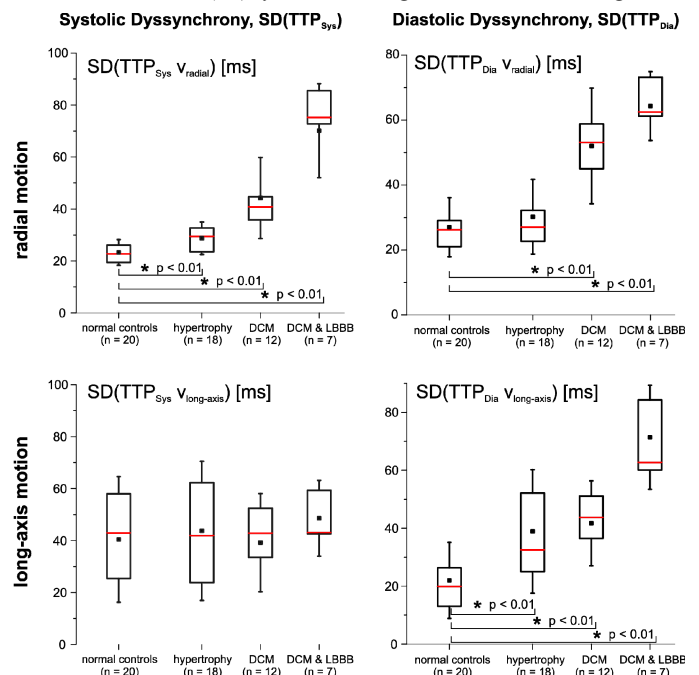 Systolic Dyssynchrony, SD(TTPSys)
Diastolic Dyssynchrony, SD(TTPDia)
radial motion
SD(TTPSys vradial) [ms]
100
80
60
40
20
0
* p < 0.01
* p < 0.01
* p < 0.01
normal controls
(n = 20)
hypertrophy
(n = 18)
DCM
(n = 12)
DCM & LBBB
(n = 7)
SD(TTPDia vradial) [ms]
80
60
40
20
0
* p < 0.01
* p < 0.01
normal controls
(n = 20)
hypertrophy
(n = 18)
DCM
(n = 12)
DCM & LBBB
(n = 7)
long-axis motion
SD(TTPSys vlong-axis) [ms]
100
80
60
40
20
0
normal controls
(n = 20)
hypertrophy
(n = 18)
DCM
(n = 12)
DCM & LBBB
(n = 7)
SD(TTPDia vlong-axis) [ms]
80
60
40
20
0
* p < 0.01
* p < 0.01
* p < 0.01
normal controls
(n = 20)
hypertrophy
(n = 18)
DCM
(n = 12)
DCM & LBBB
(n = 7)